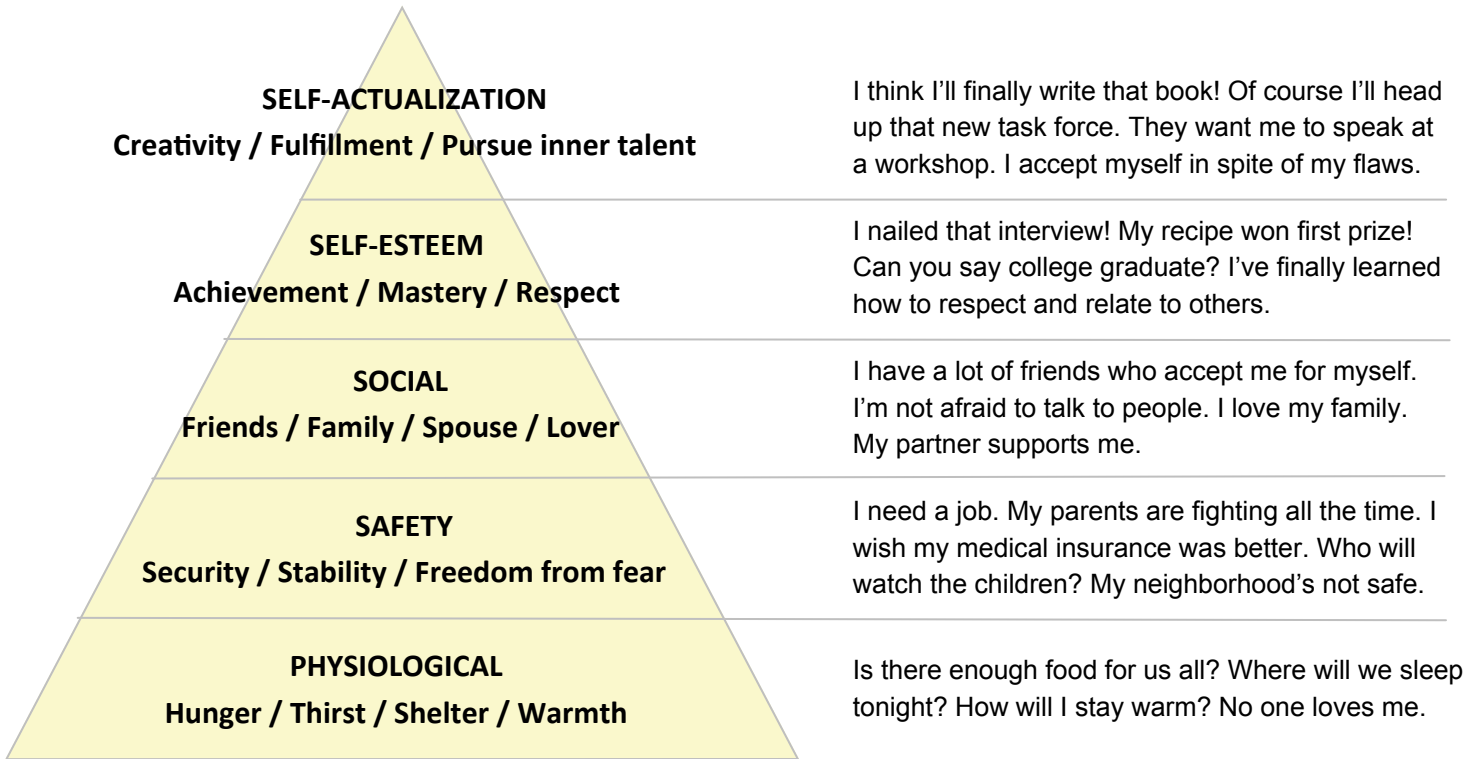 SELF-ACTUALIZATION
Creativity / Fulfillment / Pursue inner talent
I think I’ll finally write that book! Of course I’ll head
up that new task force. They want me to speak at
a workshop. I accept myself in spite of my flaws.
SELF-ESTEEM
Achievement / Mastery / Respect
I nailed that interview! My recipe won first prize!
Can you say college graduate? I’ve finally learned
how to respect and relate to others.
SOCIAL
Friends / Family / Spouse / Lover
I have a lot of friends who accept me for myself.
I’m not afraid to talk to people. I love my family.
My partner supports me.
SAFETY
Security / Stability / Freedom from fear
I need a job. My parents are fighting all the time. I
wish my medical insurance was better. Who will
watch the children? My neighborhood’s not safe.
PHYSIOLOGICAL
Hunger / Thirst / Shelter / Warmth
Is there enough food for us all? Where will we sleep
tonight? How will I stay warm? No one loves me.